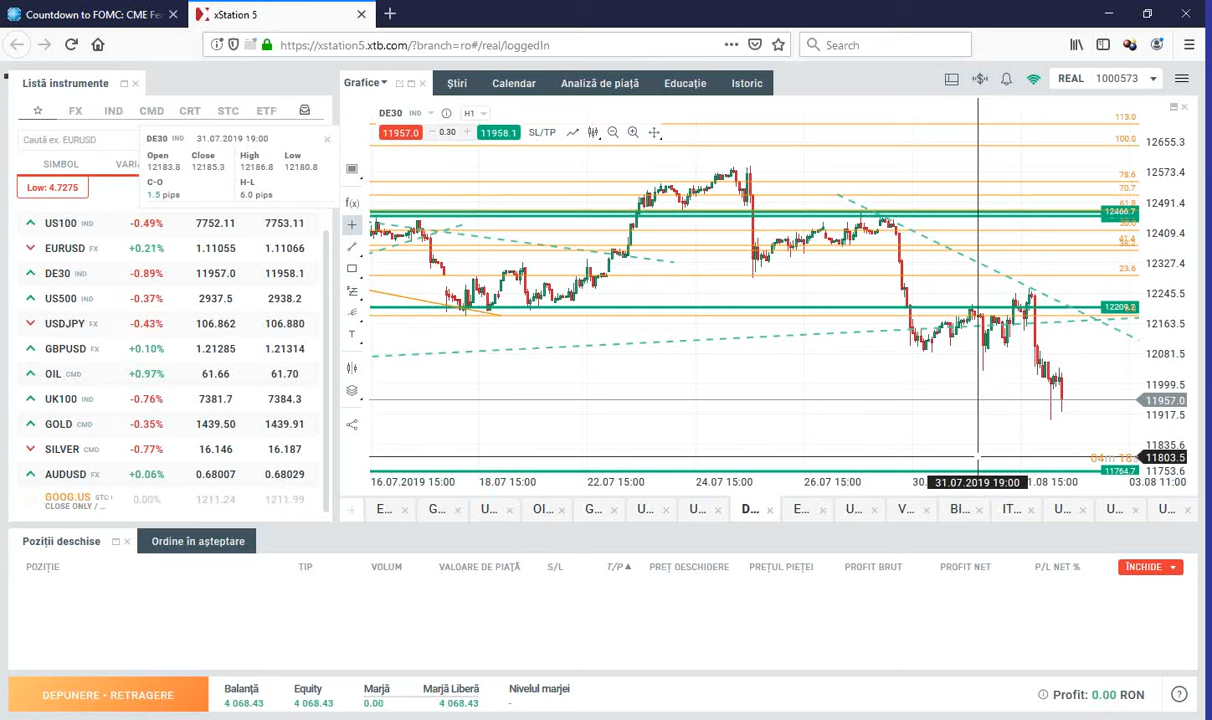 Countdown to FOMC: CME Fe
xStation 5
https://xstation5.xtb.com/?branch=ro#/real/loggedIn
Search
Listă instrumente
FX IND CMD CRT STC ETF
Caută ex. EURUSD
SIMBOL VARIA
Low: 4.7275
DE30 IND 31.07.2019 19:00
Open Close High Low
12183.8 12185.3 12186.8 12180.8
C-O H-L
1.5 pips 6.0 pips
US100 IND -0.49% 7752.11 7753.11
EURUSD FX +0.21% 1.11055 1.11066
DE30 IND -0.89% 11957.0 11958.1
US500 IND -0.37% 2937.5 2938.2
USDJPY FX -0.43% 106.862 106.880
GBPUSD FX +0.10% 1.21285 1.21314
OIL CMD +0.97% 61.66 61.70
UK100 IND -0.76% 7381.7 7384.3
GOLD CMD -0.35% 1439.50 1439.91
SILVER CMD -0.77% 16.146 16.187
AUDUSD FX +0.06% 0.68007 0.68029
GOOG.US STC 0.00% 1211.24 1211.99
CLOSE ONLY /
Grafice Știri Calendar Analiză de piață Educație Istoric
REAL 1000573
DE30 IND H1
11957.0 0.30 11958.1 SL/TP
f(x)
T
113.0
100.0
78.6
70.7
61.8
41.4
23.6
12655.3
12573.4
12491.4
12466.7
12409.4
12327.4
12245.5
12163.5
12081.5
11999.5
11957.0
11917.5
11835.6
11803.5
11764.7
11753.6
16.07.2019 15:00 18.07 15:00 22.07 15:00 24.07 15:00 26.07 15:00 31.07.2019 19:00 1.08 15:00 03.08 11:00
E... G... U... OI... G... U... U... D... E... U... V... BI... IT... U... U... U...
Poziții deschise Ordine în așteptare
POZIȚIE TIP VOLUM VALOARE DE PIAȚĂ S/L T/P PREȚ DESCHIDERE PREȚUL PIEȚEI PROFIT BRUT PROFIT NET P/L NET % ÎNCHIDE
DEPUNERE • RETRAGERE
Balanță Equity Marjă Marjă Liberă Nivelul marjei
4 068.43 4 068.43 0.00 4 068.43 -
Profit: 0.00 RON